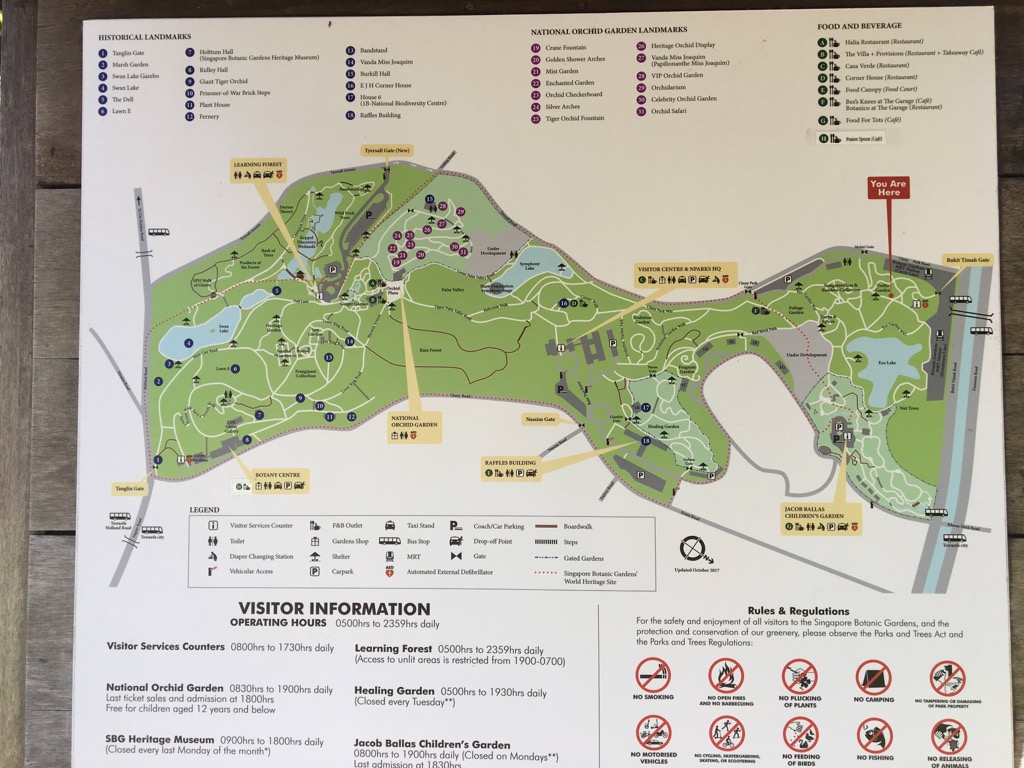 HISTORICAL LANDMARKS
1 Tanglin Gate
2 Marsh Garden
3 Swan Lake Gazebo
4 Swan Lake
5 The Dell
6 Lawn E
7 Holttum Hall
(Singapore Botanic Gardens Heritage Museum)
8 Ridley Hall
9 Giant Tiger Orchid
10 Prisoner-of-War Brick Steps
11 Plant House
12 Fernery
13 Bandstand
14 Vanda Miss Joaquim
15 Burkill Hall
16 E J H Corner House
17 House 6
(1B-National Biodiversity Centre)
18 Raffles Building
NATIONAL ORCHID GARDEN LANDMARKS
19 Crane Fountain
20 Golden Shower Arches
21 Mist Garden
22 Enchanted Garden
23 Orchid Checkerboard
24 Silver Arches
25 Tiger Orchid Fountain
26 Heritage Orchid Display
27 Vanda Miss Joaquim
(Papilionanthe Miss Joaquim)
28 VIP Orchid Garden
29 Orchidarium
30 Celebrity Orchid Garden
31 Orchid Safari
FOOD AND BEVERAGE
A Halia Restaurant (Restaurant)
B The Villa + Provisions (Restaurant + Takeaway Café)
C Casa Verde (Restaurant)
D Corner House (Restaurant)
E Food Canopy (Food Court)
F Bee's Knees at The Garage (Café)
Botanico at The Garage (Restaurant)
G Food For Tots (Café)
H Fusion Spoon (Café)
Tyersall Gate (New)
LEARNING FOREST
You Are
Here
VISITOR CENTRE & NPARKS HQ
Bukit Timah Gate
Swan
Lake
Symphony
Lake
Under
Development
Palm Valley
Rain Forest
Under Development
Eco Lake
Nut Trees
Foliage
Garden
Healing Garden
Orchid
Plaza
Lawn E
Frangipani
Collection
NATIONAL
ORCHID GARDEN
Nassim Gate
RAFFLES BUILDING
BOTANY CENTRE
Tanglin Gate
JACOB BALLAS
CHILDREN'S GARDEN
Towards
Holland Road
Towards city
Towards city
LEGEND
Visitor Services Counter
Toilet
Diaper Changing Station
Vehicular Access
F&B Outlet
Gardens Shop
Shelter
Carpark
Taxi Stand
Bus Stop
MRT
AED Automated External Defibrillator
Coach/Car Parking
Drop-off Point
Gate
Boardwalk
Steps
Gated Gardens
Singapore Botanic Gardens'
World Heritage Site
Updated October 2017
VISITOR INFORMATION
OPERATING HOURS 0500hrs to 2359hrs daily
Visitor Services Counters 0800hrs to 1730hrs daily
National Orchid Garden 0830hrs to 1900hrs daily
Last ticket sales and admission at 1800hrs
Free for children aged 12 years and below
SBG Heritage Museum 0900hrs to 1800hrs daily
(Closed every last Monday of the month*)
Learning Forest 0500hrs to 2359hrs daily
(Access to unlit areas is restricted from 1900-0700)
Healing Garden 0500hrs to 1930hrs daily
(Closed every Tuesday**)
Jacob Ballas Children's Garden
0800hrs to 1900hrs daily (Closed on Mondays**)
Last admission at 1830hrs
Rules & Regulations
For the safety and enjoyment of all visitors to the Singapore Botanic Gardens, and the
protection and conservation of our greenery, please observe the Parks and Trees Act and
the Parks and Trees Regulations:
NO SMOKING
NO OPEN FIRES
AND NO BARBECUING
NO PLUCKING
OF PLANTS
NO CAMPING
NO TAMPERING OR DAMAGING
OF PARK PROPERTY
NO MOTORISED
VEHICLES
NO CYCLING, SKATEBOARDING,
SKATING, OR SCOOTERING
NO FEEDING
OF BIRDS
NO FISHING
NO RELEASING
OF ANIMALS